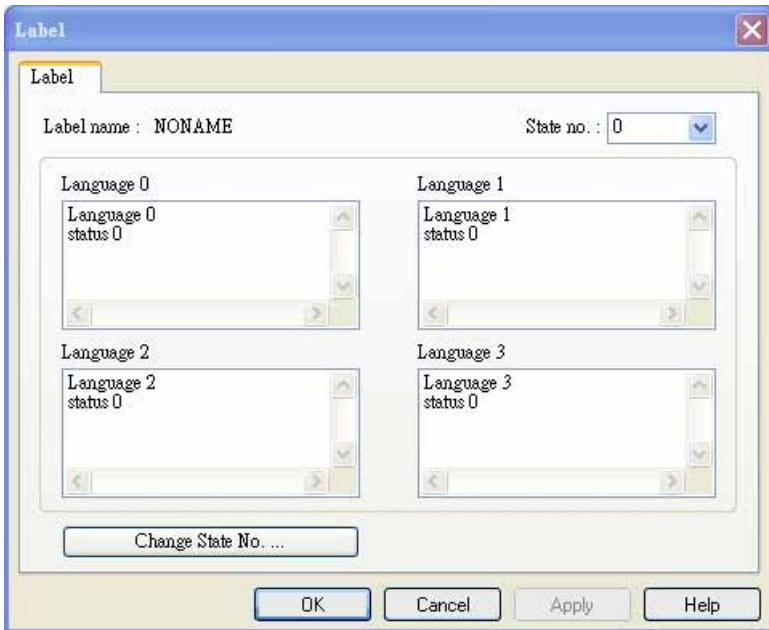 Label
Label
Label name : NONAME
State no. : 0
Language 0
Language 0
status 0
Language 1
Language 1
status 0
Language 2
Language 2
status 0
Language 3
Language 3
status 0
Change State No. ...
OK
Cancel
Apply
Help